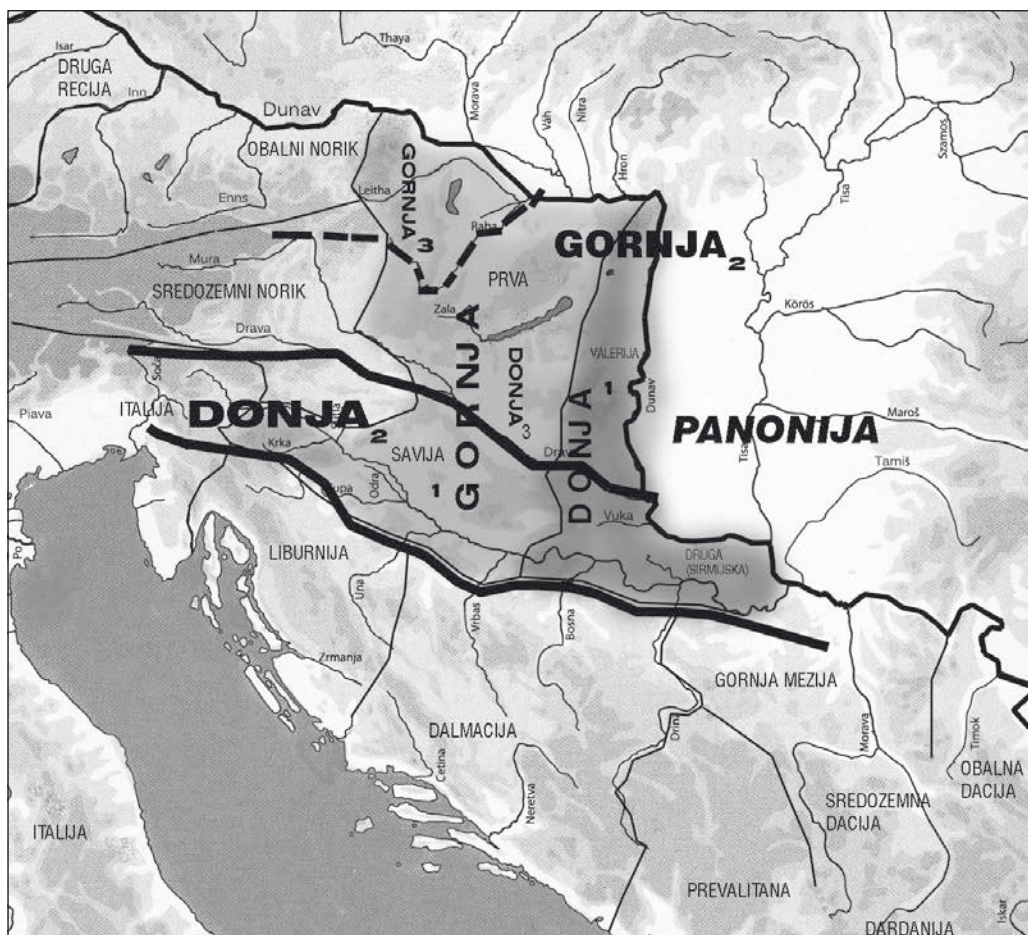 Isar
DRUGA
RECIJA
Inn
Thaya
Morava
Dunav
Váh
Nitra
Hron
Szamos
Tisa
OBALNI NORIK
GORNJA
3
Leitha
Enns
Raba
GORNJA 2
Mura
PRVA
SREDOZEMNI NORIK
Zala
Körös
Drava
GORNJA
1
DONJA
3
VALERIJA
DONJA
1
Dunav
Soča
Piava
ITALIJA
DONJA
2
PANONIJA
Maroš
Krka
SAVIJA
Drava
Tisa
Tamiš
Odra
Kupa
Vuka
Po
LIBURNIJA
DRUGA
(SIRMIJSKA)
Una
Vrbas
Bosna
Zrmanja
GORNJA MEZIJA
Drina
Morava
Timok
DALMACIJA
Cetina
OBALNA
DACIJA
Neretva
SREDOZEMNA
DACIJA
ITALIJA
PREVALITANA
Iskar
DARDANIJA